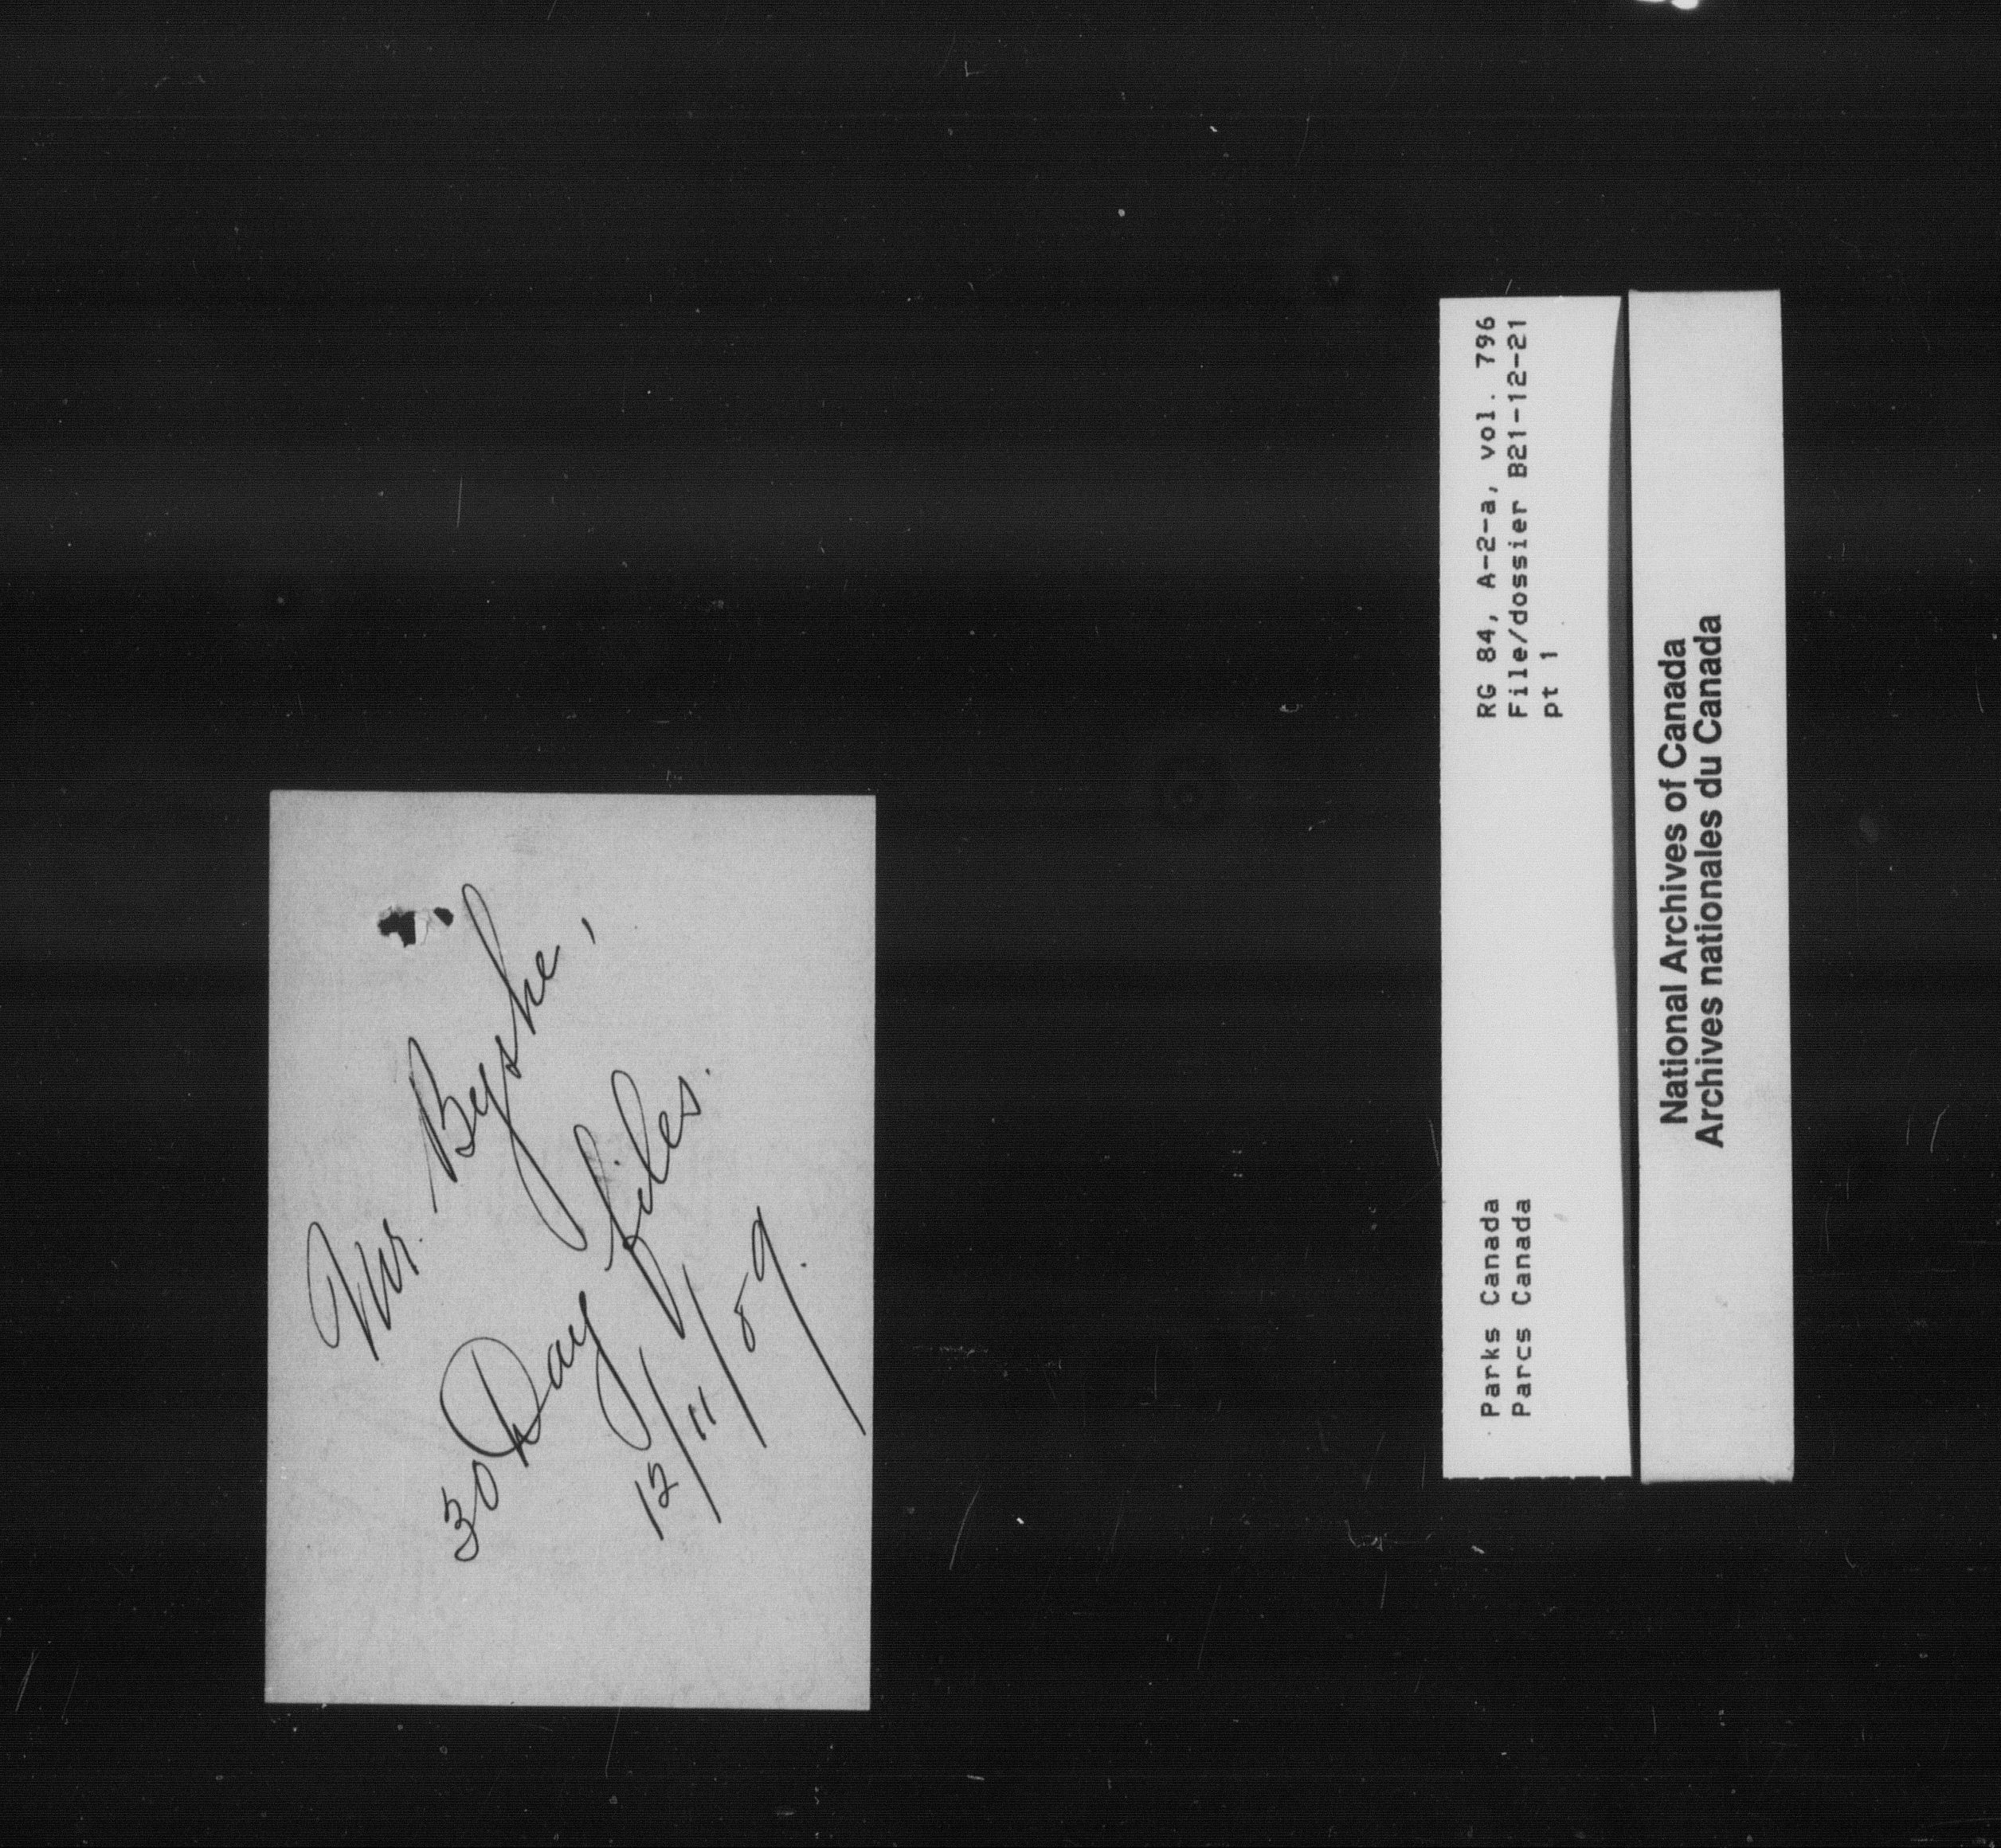 Mr. Byshe,
30 Day files.
12/11/59.
Parks Canada RG 84, A-2-a, vol. 796
Parcs Canada File/dossier B21-12-21
pt 1
National Archives of Canada
Archives nationales du Canada